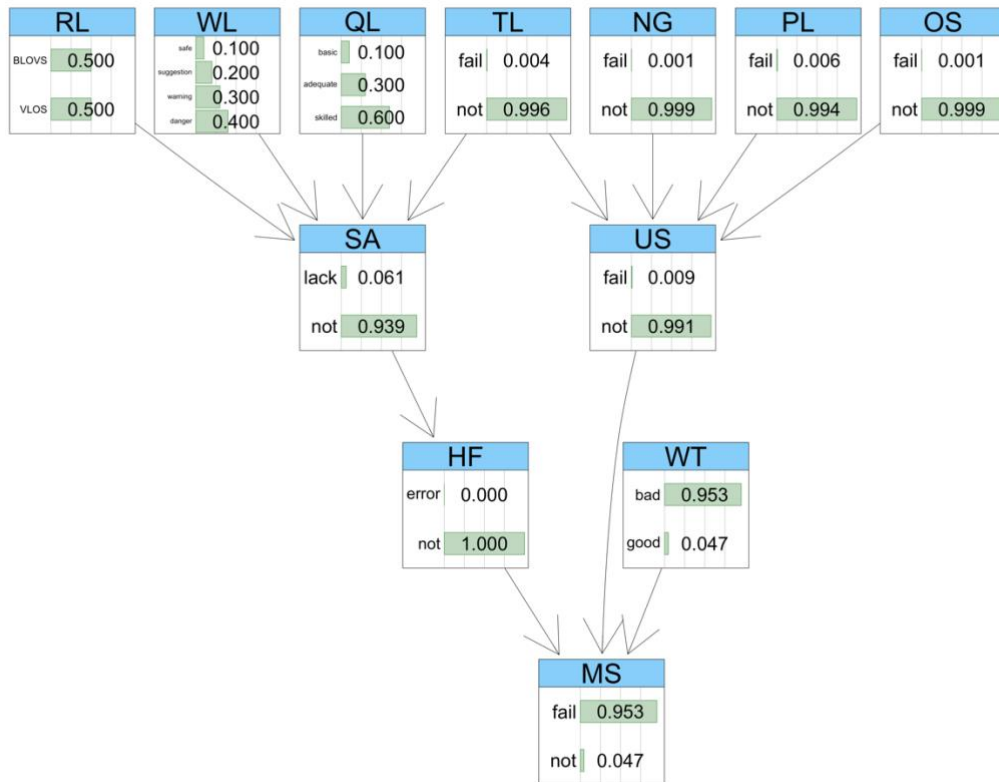 RL
BLOVS 0.500
VLOS 0.500
WL
safe 0.100
suggestion 0.200
warning 0.300
danger 0.400
QL
basic 0.100
adequate 0.300
skilled 0.600
TL
fail 0.004
not 0.996
NG
fail 0.001
not 0.999
PL
fail 0.006
not 0.994
OS
fail 0.001
not 0.999
SA
lack 0.061
not 0.939
US
fail 0.009
not 0.991
HF
error 0.000
not 1.000
WT
bad 0.953
good 0.047
MS
fail 0.953
not 0.047